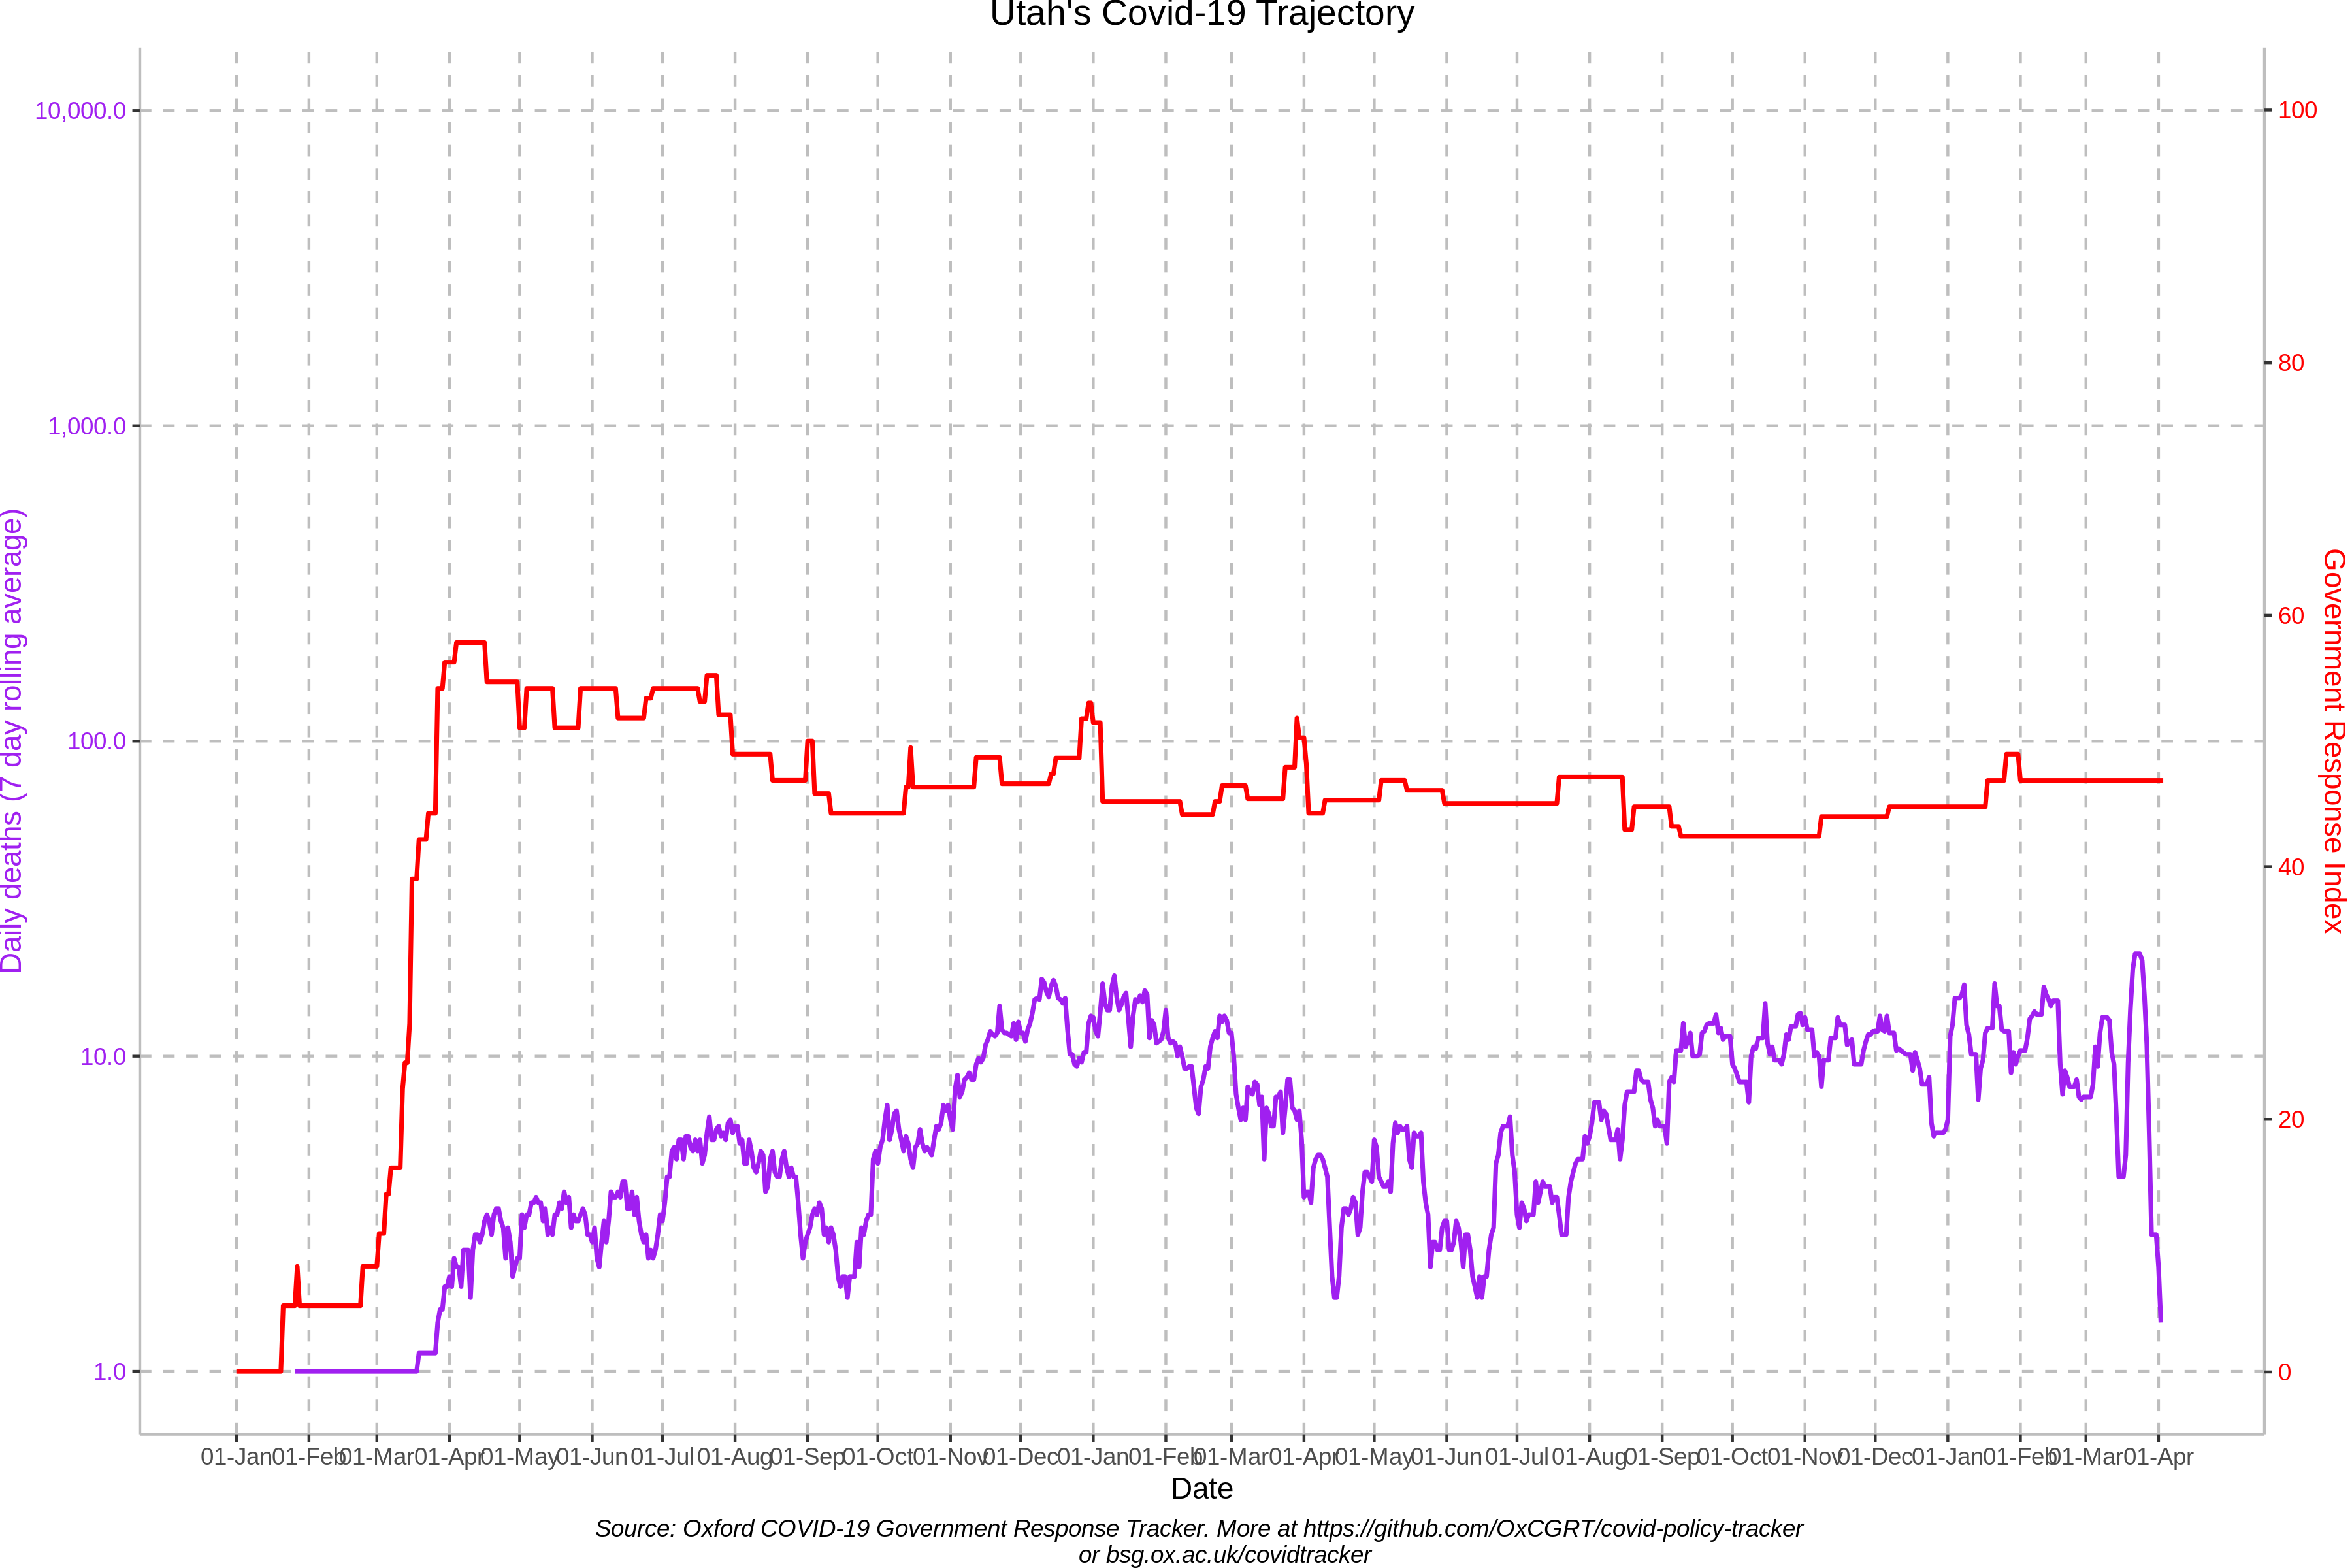 Utah's Covid-19 Trajectory
Daily deaths (7 day rolling average)
10,000.0
1,000.0
100.0
10.0
1.0
100
80
60
40
20
0
Government Response Index
01-Jan 01-Feb 01-Mar 01-Apr 01-May 01-Jun 01-Jul 01-Aug 01-Sep 01-Oct 01-Nov 01-Dec 01-Jan 01-Feb 01-Mar 01-Apr 01-May 01-Jun 01-Jul 01-Aug 01-Sep 01-Oct 01-Nov 01-Dec 01-Jan 01-Feb 01-Mar 01-Apr
Date
Source: Oxford COVID-19 Government Response Tracker. More at https://github.com/OxCGRT/covid-policy-tracker
or bsg.ox.ac.uk/covidtracker